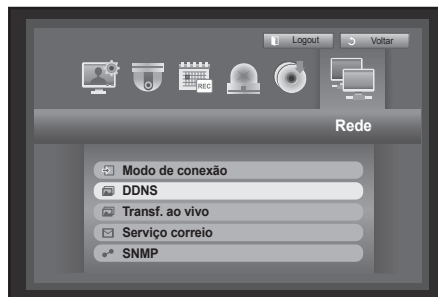 Logout Voltar
REC
Rede
Modo de conexão
DDNS
Transf. ao vivo
Serviço correio
SNMP